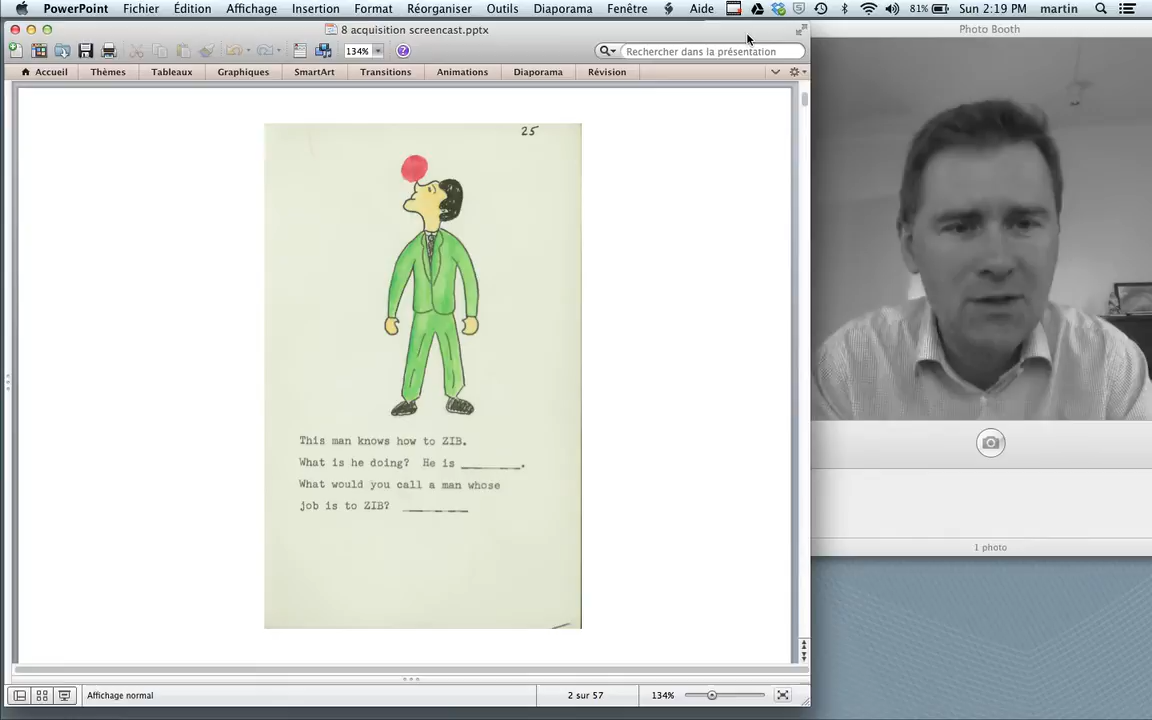 PowerPoint Fichier Édition Affichage Insertion Format Réorganiser Outils Diaporama Fenêtre Aide 81% Sun 2:19 PM martin
8 acquisition screencast.pptx
Photo Booth
134% Rechercher dans la présentation
Accueil Thèmes Tableaux Graphiques SmartArt Transitions Animations Diaporama Révision
25
This man knows how to ZIB.
What is he doing? He is ________.
What would you call a man whose
job is to ZIB? ________
1 photo
Affichage normal 2 sur 57 134%